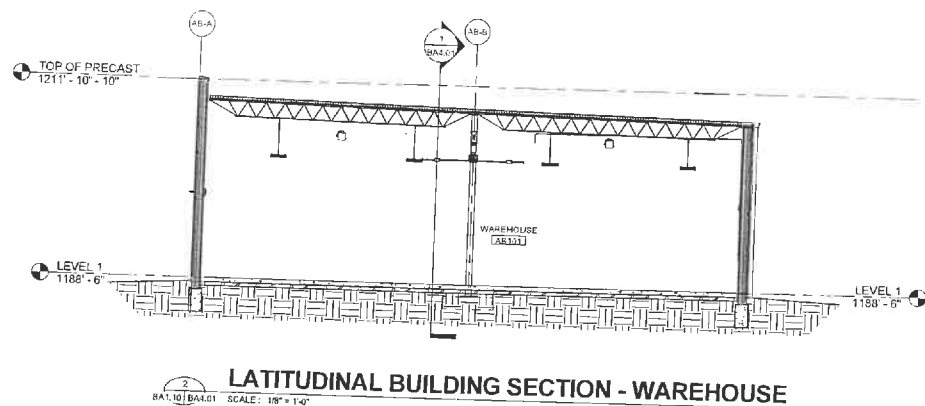 AB-A
1
BA4.01
AB-B
TOP OF PRECAST
1211' - 10" - 10"
WAREHOUSE
AB101
LEVEL 1
1188' - 6"
LEVEL 1
1188' - 6"
2
BA1.10 BA4.01
LATITUDINAL BUILDING SECTION - WAREHOUSE
SCALE: 1/8" = 1'-0"